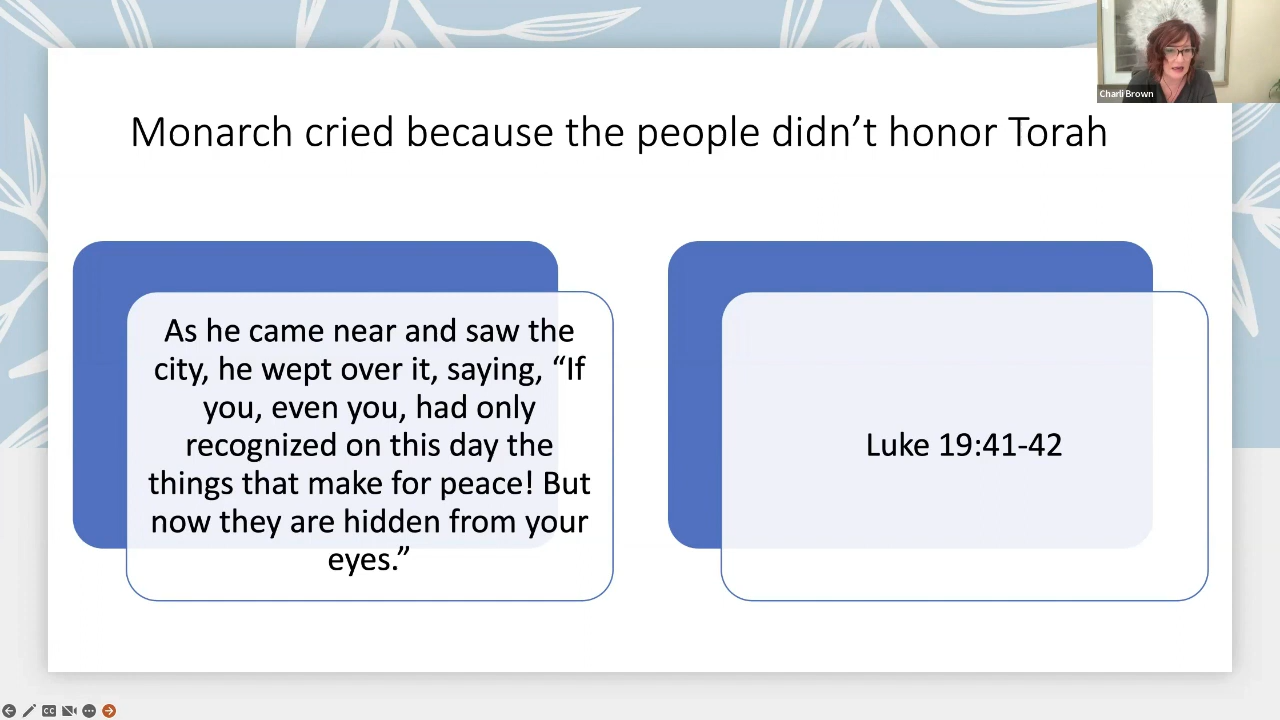 Charli Brown
Monarch cried because the people didn’t honor Torah
As he came near and saw the
city, he wept over it, saying, “If
you, even you, had only
recognized on this day the
things that make for peace! But
now they are hidden from your
eyes.”
Luke 19:41-42
CC